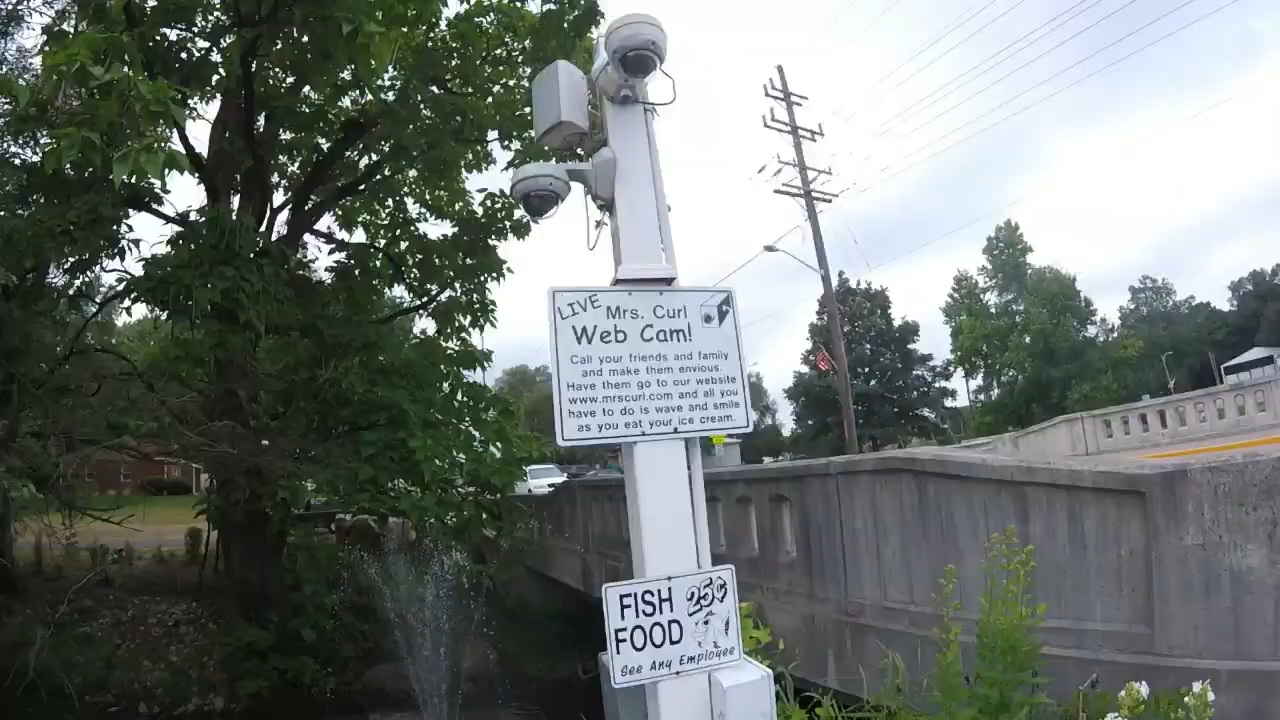 LIVE Mrs. Curl
Web Cam!
Call your friends and family
and make them envious.
Have them go to our website
www.mrscurl.com and all you
have to do is wave and smile
as you eat your ice cream.
FISH 25¢
FOOD
See Any Employee